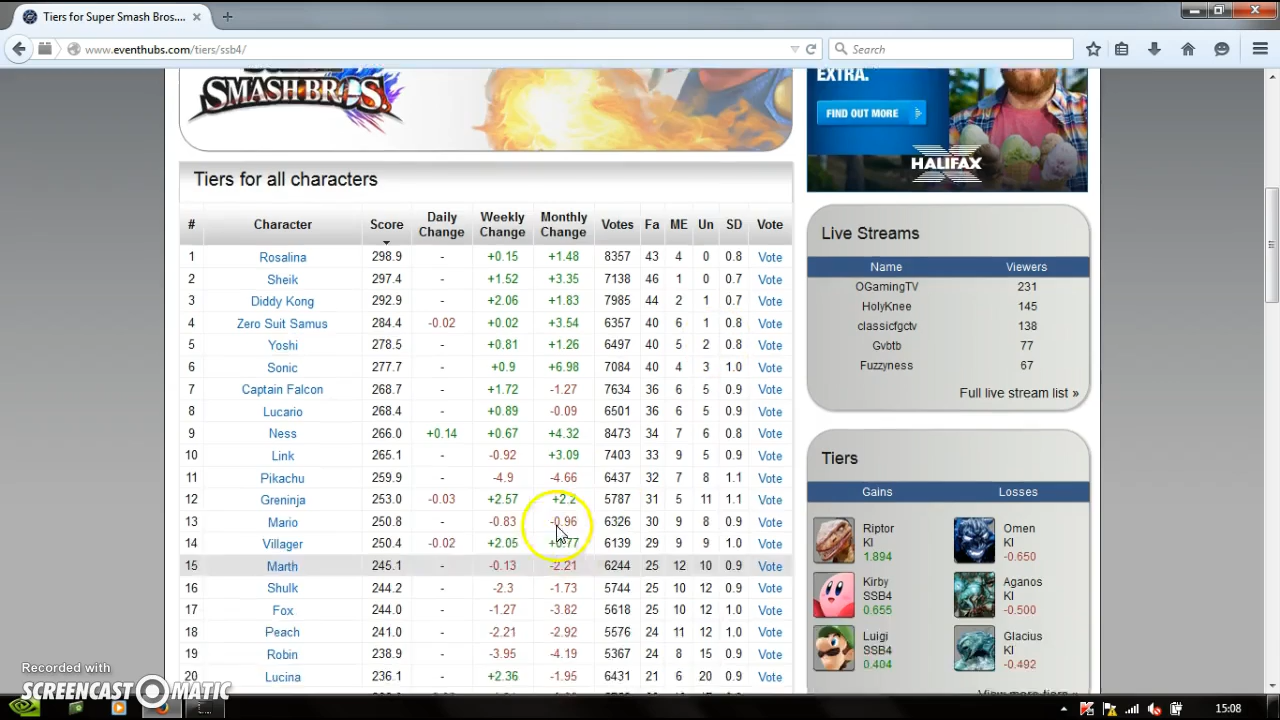 Tiers for Super Smash Bros....
www.eventhubs.com/tiers/ssb4/
Search
SMASH BROS.
EXTRA.
FIND OUT MORE
HALIFAX
Tiers for all characters
# Character Score Daily Change Weekly Change Monthly Change Votes Fa ME Un SD Vote
1 Rosalina 298.9 - +0.15 +1.48 8357 43 4 0 0.8 Vote
2 Sheik 297.4 - +1.52 +3.35 7138 46 1 0 0.7 Vote
3 Diddy Kong 292.9 - +2.06 +1.83 7985 44 2 1 0.7 Vote
4 Zero Suit Samus 284.4 -0.02 +0.02 +3.54 6357 40 6 1 0.8 Vote
5 Yoshi 278.5 - +0.81 +1.26 6497 40 5 2 0.8 Vote
6 Sonic 277.7 - +0.9 +6.98 7084 40 4 3 1.0 Vote
7 Captain Falcon 268.7 - +1.72 -1.27 7634 36 6 5 0.9 Vote
8 Lucario 268.4 - +0.89 -0.09 6501 36 6 5 0.9 Vote
9 Ness 266.0 +0.14 +0.67 +4.32 8473 34 7 6 0.8 Vote
10 Link 265.1 - -0.92 +3.09 7403 33 9 5 0.9 Vote
11 Pikachu 259.9 - -4.9 -4.66 6437 32 7 8 1.1 Vote
12 Greninja 253.0 -0.03 +2.57 +2.2 5787 31 5 11 1.1 Vote
13 Mario 250.8 - -0.83 -0.96 6326 30 9 8 0.9 Vote
14 Villager 250.4 -0.02 +2.05 +0.77 6139 29 9 9 1.0 Vote
15 Marth 245.1 - -0.13 -2.21 6244 25 12 10 0.9 Vote
16 Shulk 244.2 - -2.3 -1.73 5744 25 10 12 0.9 Vote
17 Fox 244.0 - -1.27 -3.82 5618 25 10 12 1.0 Vote
18 Peach 241.0 - -2.21 -2.92 5576 24 11 12 1.0 Vote
19 Robin 238.9 - -3.95 -4.19 5367 24 8 15 0.9 Vote
20 Lucina 236.1 - +2.36 -1.95 6431 21 6 20 0.9 Vote
Live Streams
Name Viewers
OGamingTV 231
HolyKnee 145
classicfgctv 138
Gvbtb 77
Fuzzyness 67
Full live stream list »
Tiers
Gains Losses
Riptor KI 1.894
Omen KI -0.650
Kirby SSB4 0.655
Aganos KI -0.500
Luigi SSB4 0.404
Glacius KI -0.492
View more tiers »
Recorded with
SCREENCAST-O-MATIC
15:08